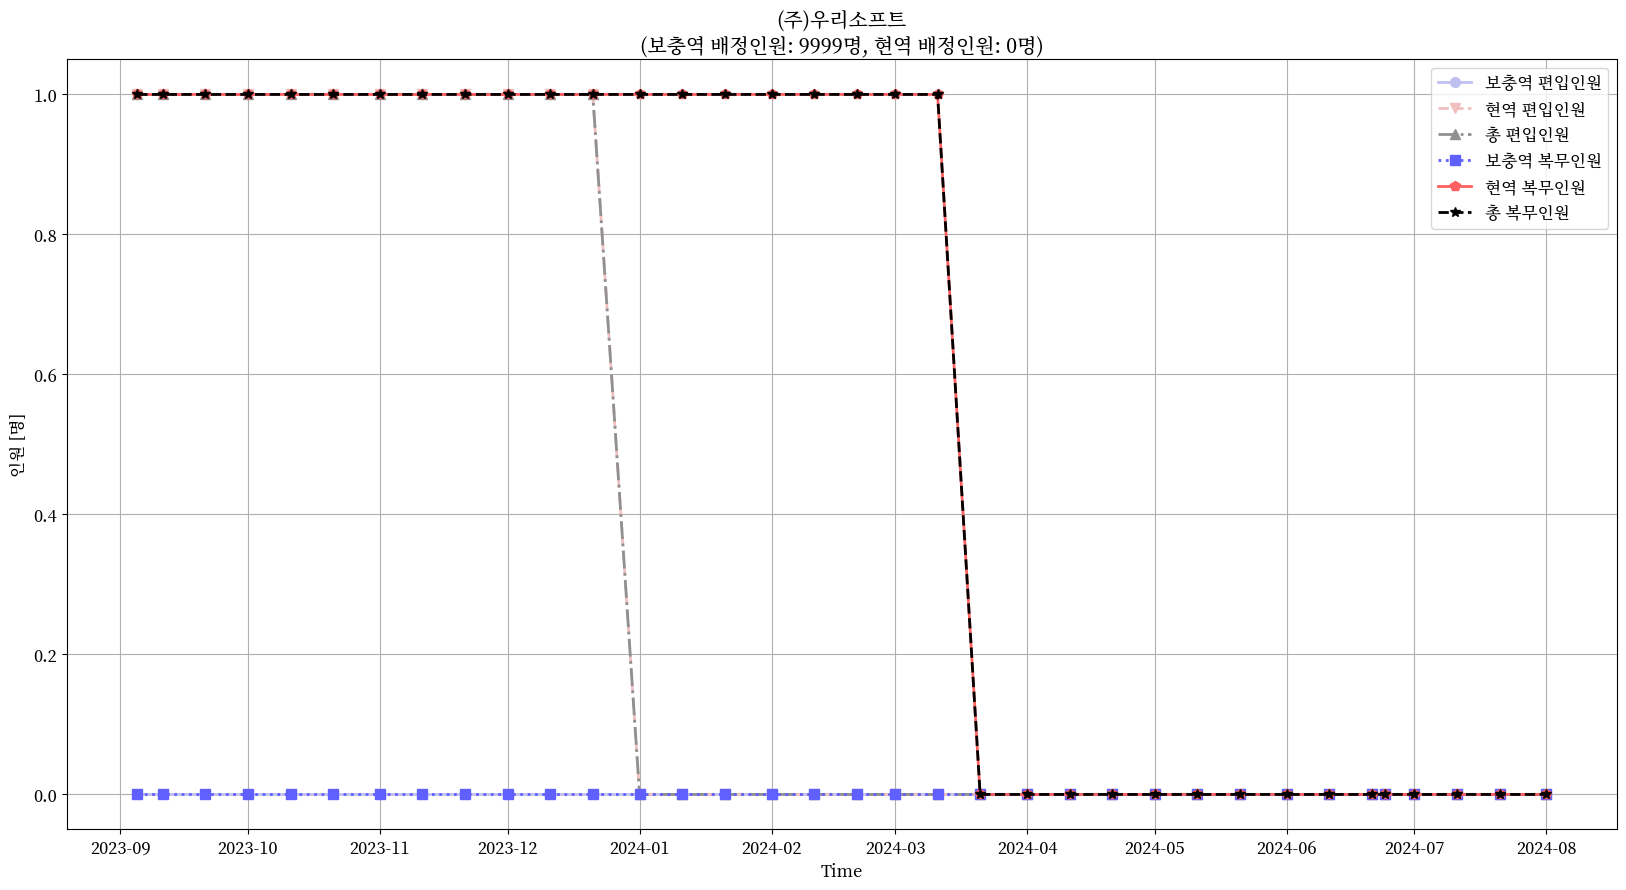 (주)우리소프트
(보충역 배정인원: 9999명, 현역 배정인원: 0명)
보충역 편입인원
현역 편입인원
총 편입인원
보충역 복무인원
현역 복무인원
총 복무인원
인원 [명]
1.0
0.8
0.6
0.4
0.2
0.0
2023-09 2023-10 2023-11 2023-12 2024-01 2024-02 2024-03 2024-04 2024-05 2024-06 2024-07 2024-08
Time